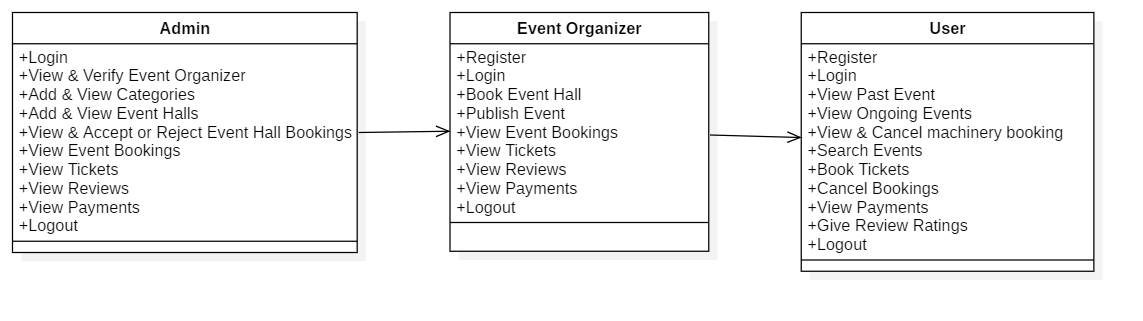 Admin
+Login
+View & Verify Event Organizer
+Add & View Categories
+Add & View Event Halls
+View & Accept or Reject Event Hall Bookings
+View Event Bookings
+View Tickets
+View Reviews
+View Payments
+Logout
Event Organizer
+Register
+Login
+Book Event Hall
+Publish Event
+View Event Bookings
+View Tickets
+View Reviews
+View Payments
+Logout
User
+Register
+Login
+View Past Event
+View Ongoing Events
+View & Cancel machinery booking
+Search Events
+Book Tickets
+Cancel Bookings
+View Payments
+Give Review Ratings
+Logout